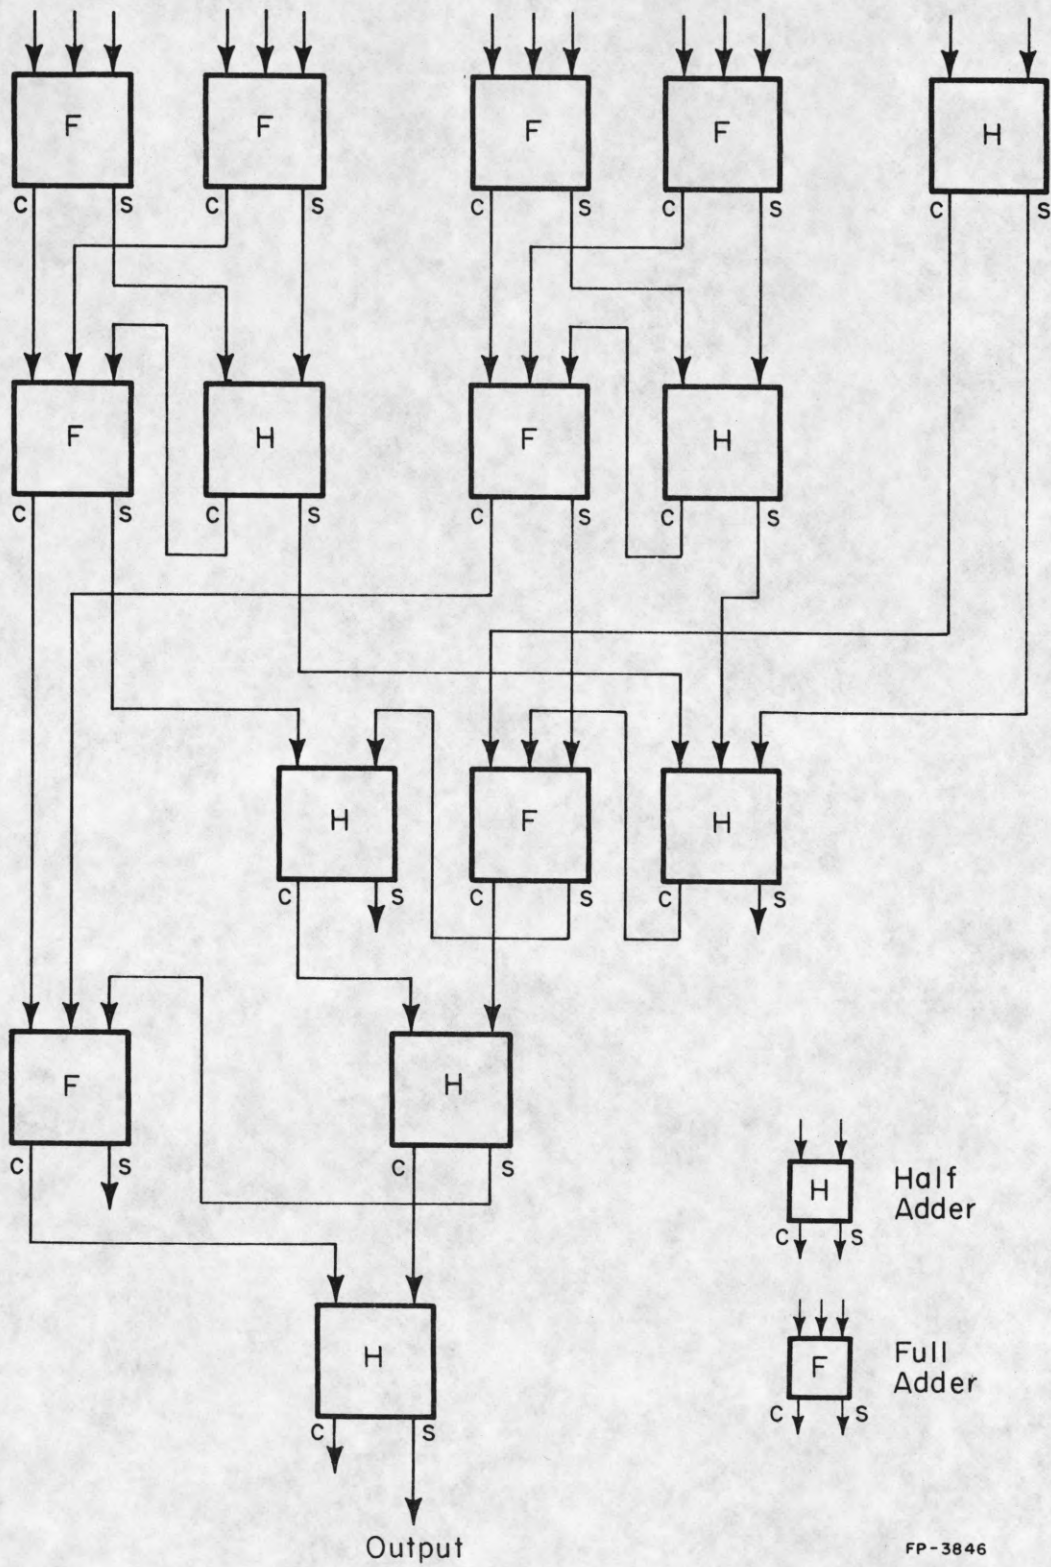 F F F F H
C S C S C S C S C S
F H F H
C S C S C S C S
H F H
C S C S C S
F H
C S C S
H
C S
Output
H
C S
Half
Adder
F
C S
Full
Adder
FP-3846